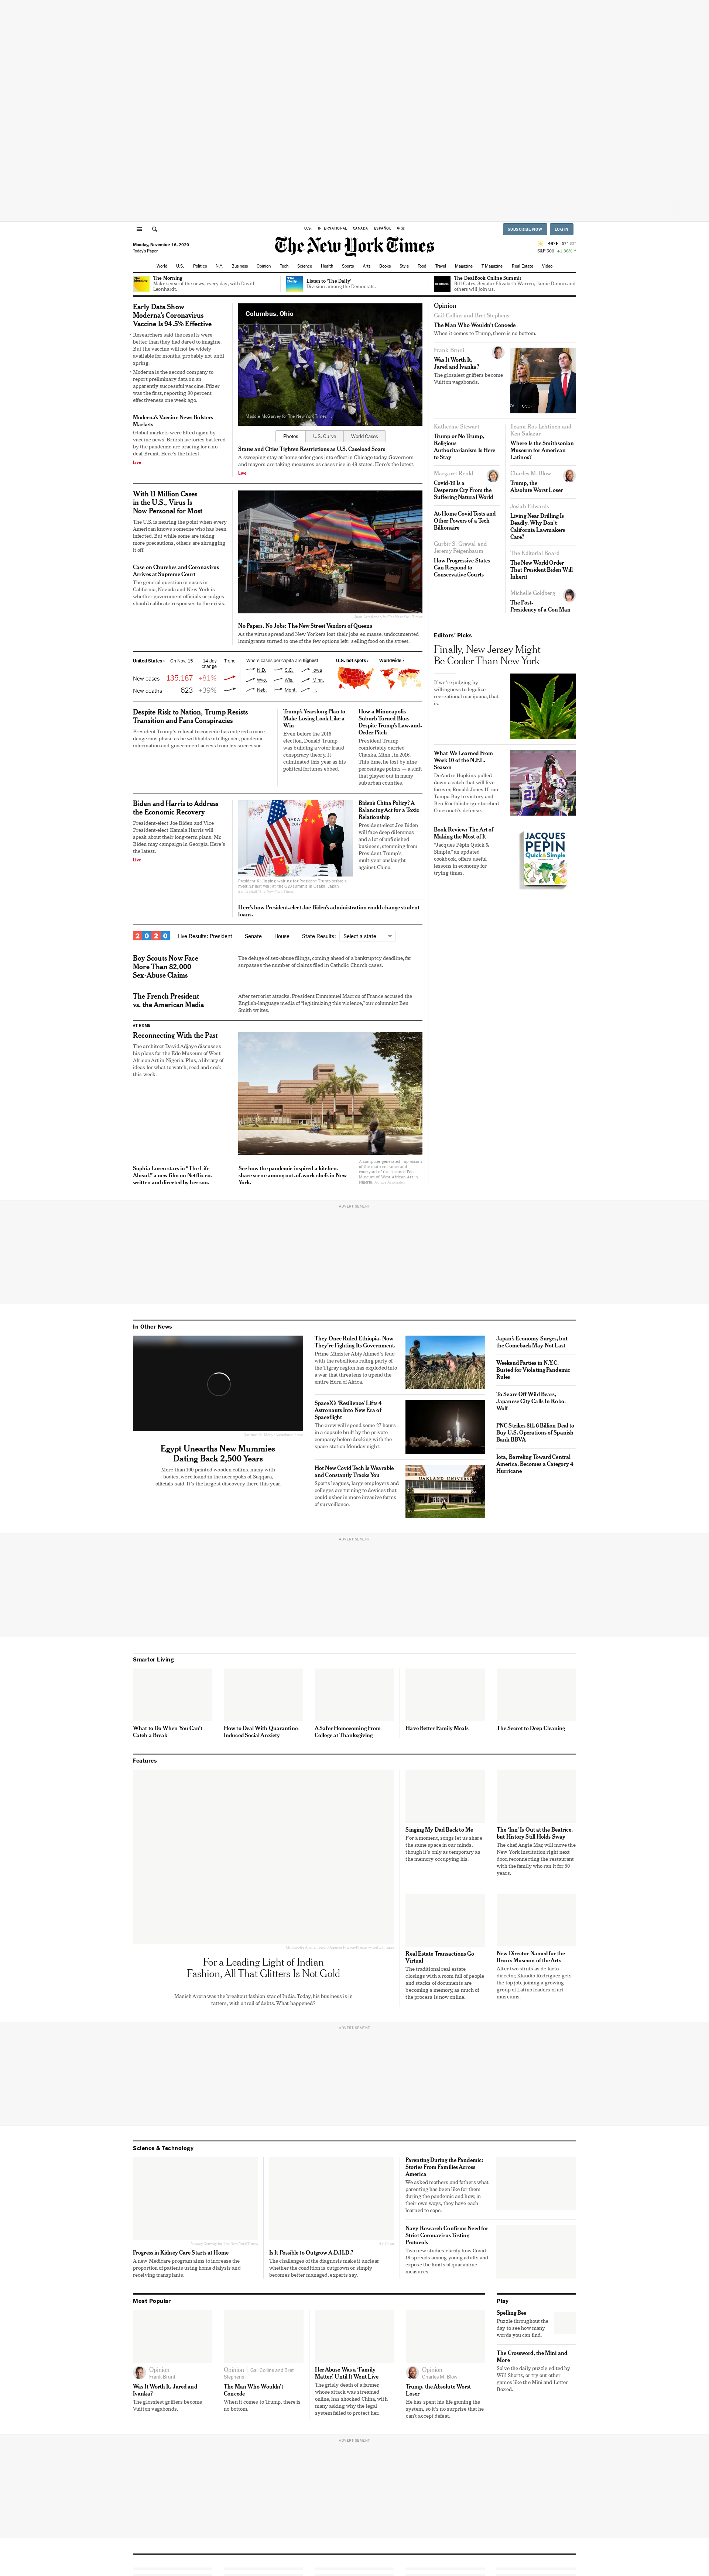 U.S.
INTERNATIONAL
CANADA
ESPAÑOL
中文
SUBSCRIBE NOW
LOG IN
Monday, November 16, 2020
Today's Paper
The New York Times
49°F
S&P 500 +1.16%
World
U.S.
Politics
N.Y.
Business
Opinion
Tech
Science
Health
Sports
Arts
Books
Style
Food
Travel
Magazine
T Magazine
Real Estate
Video
The Morning
Make sense of the news, every day, with David
Leonhardt.
Listen to 'The Daily'
Division among the Democrats.
The DealBook Online Summit
Bill Gates, Senator Elizabeth Warren, Jamie Dimon and
others will join us.
Early Data Show
Moderna's Coronavirus
Vaccine Is 94.5% Effective
Researchers said the results were
better than they had dared to imagine.
But the vaccine will not be widely
available for months, probably not until
spring.
Moderna is the second company to
report preliminary data on an
apparently successful vaccine. Pfizer
was the first, reporting 90 percent
effectiveness one week ago.
Moderna's Vaccine News Bolsters
Markets
Global markets were lifted again by
vaccine news. British factories battered
by the pandemic are bracing for a no-
deal Brexit. Here's the latest.
Live
Columbus, Ohio
Maddie McGarvey for The New York Times
Photos
U.S. Curve
World Cases
States and Cities Tighten Restrictions as U.S. Caseload Soars
A sweeping stay-at-home order goes into effect in Chicago today. Governors
and mayors are taking measures as cases rise in 48 states. Here's the latest.
Live
With 11 Million Cases
in the U.S., Virus Is
Now Personal for Most
The U.S. is nearing the point when every
American knows someone who has been
infected. But while some are taking
more precautions, others are shrugging
it off.
Case on Churches and Coronavirus
Arrives at Supreme Court
The general question in cases in
California, Nevada and New York is
whether government officials or judges
should calibrate responses to the crisis.
No Papers, No Jobs: The New Street Vendors of Queens
As the virus spread and New Yorkers lost their jobs en masse, undocumented
immigrants turned to one of the few options left: selling food on the street.
United States ›
On Nov. 15
14-day
change
Trend
New cases
135,187
+81%
New deaths
623
+39%
Where cases per capita are highest
N.D.
S.D.
Iowa
Wyo.
Wis.
Minn.
Neb.
Mont.
Ill.
U.S. hot spots ›
Worldwide ›
Despite Risk to Nation, Trump Resists
Transition and Fans Conspiracies
President Trump's refusal to concede has entered a more
dangerous phase as he withholds intelligence, pandemic
information and government access from his successor.
Trump's Yearslong Plan to
Make Losing Look Like a
Win
Even before the 2016
election, Donald Trump
was building a voter fraud
conspiracy theory. It
culminated this year as his
political fortunes ebbed.
How a Minneapolis
Suburb Turned Blue,
Despite Trump's Law-and-
Order Pitch
President Trump
comfortably carried
Chaska, Minn., in 2016.
This time, he lost by nine
percentage points — a shift
that played out in many
suburban counties.
Biden and Harris to Address
the Economic Recovery
President-elect Joe Biden and Vice
President-elect Kamala Harris will
speak about their long-term plans. Mr.
Biden may campaign in Georgia. Here's
the latest.
Live
President Xi Jinping waiting for President Trump before a
meeting last year at the G20 summit in Osaka, Japan.
Biden's China Policy? A
Balancing Act for a Toxic
Relationship
President-elect Joe Biden
will face deep dilemmas
and a lot of unfinished
business, stemming from
President Trump's
multiyear onslaught
against China.
Here's how President-elect Joe Biden's administration could change student
loans.
2020
Live Results: President
Senate
House
State Results:
Select a state
Boy Scouts Now Face
More Than 82,000
Sex-Abuse Claims
The deluge of sex-abuse filings, coming ahead of a bankruptcy deadline, far
surpasses the number of claims filed in Catholic Church cases.
The French President
vs. the American Media
After terrorist attacks, President Emmanuel Macron of France accused the
English-language media of "legitimizing this violence," our columnist Ben
Smith writes.
AT HOME
Reconnecting With the Past
The architect David Adjaye discusses
his plans for the Edo Museum of West
African Art in Nigeria. Plus, a library of
ideas for what to watch, read and cook
this week.
A computer-generated impression
of the main entrance and
courtyard of the planned Edo
Museum of West African Art in
Nigeria.
Sophia Loren stars in "The Life
Ahead," a new film on Netflix co-
written and directed by her son.
See how the pandemic inspired a kitchen-
share scene among out-of-work chefs in New
York.
Opinion
Gail Collins and Bret Stephens
The Man Who Wouldn't Concede
When it comes to Trump, there is no bottom.
Frank Bruni
Was It Worth It,
Jared and Ivanka?
The glossiest grifters become
Vuitton vagabonds.
Katherine Stewart
Trump or No Trump,
Religious
Authoritarianism Is Here
to Stay
Ileana Ros-Lehtinen and
Ken Salazar
Where Is the Smithsonian
Museum for American
Latinos?
Margaret Renkl
Covid-19 Is a
Desperate Cry From the
Suffering Natural World
Charles M. Blow
Trump, the
Absolute Worst Loser
At-Home Covid Tests and
Other Powers of a Tech
Billionaire
Josiah Edwards
Living Near Drilling Is
Deadly. Why Don't
California Lawmakers
Care?
Gurbir S. Grewal and
Jeremy Feigenbaum
How Progressive States
Can Respond to
Conservative Courts
The Editorial Board
The New World Order
That President Biden Will
Inherit
Michelle Goldberg
The Post-
Presidency of a Con Man
Editors' Picks
Finally, New Jersey Might
Be Cooler Than New York
If we're judging by
willingness to legalize
recreational marijuana, that
is.
What We Learned From
Week 10 of the N.F.L.
Season
DeAndre Hopkins pulled
down a catch that will live
forever, Ronald Jones II ran
Tampa Bay to victory and
Ben Roethlisberger torched
Cincinnati's defense.
Book Review: The Art of
Making the Most of It
"Jacques Pépin Quick &
Simple," an updated
cookbook, offers useful
lessons in economy for
trying times.
JACQUES
PÉPIN
Quick & Simple
ADVERTISEMENT
In Other News
Egypt Unearths New Mummies
Dating Back 2,500 Years
More than 100 painted wooden coffins, many with
bodies, were found in the necropolis of Saqqara,
officials said. It's the largest discovery there this year.
They Once Ruled Ethiopia. Now
They're Fighting Its Government.
Prime Minister Abiy Ahmed's feud
with the rebellious ruling party of
the Tigray region has exploded into
a war that threatens to upend the
entire Horn of Africa.
SpaceX's 'Resilience' Lifts 4
Astronauts Into New Era of
Spaceflight
The crew will spend some 27 hours
in a capsule built by the private
company before docking with the
space station Monday night.
Hot New Covid Tech Is Wearable
and Constantly Tracks You
Sports leagues, large employers and
colleges are turning to devices that
could usher in more invasive forms
of surveillance.
OAKLAND UNIVERSITY
Japan's Economy Surges, but
the Comeback May Not Last
Weekend Parties in N.Y.C.
Busted for Violating Pandemic
Rules
To Scare Off Wild Bears,
Japanese City Calls In Robo-
Wolf
PNC Strikes $11.6 Billion Deal to
Buy U.S. Operations of Spanish
Bank BBVA
Iota, Barreling Toward Central
America, Becomes a Category 4
Hurricane
ADVERTISEMENT
Smarter Living
What to Do When You Can't
Catch a Break
How to Deal With Quarantine-
Induced Social Anxiety
A Safer Homecoming From
College at Thanksgiving
Have Better Family Meals
The Secret to Deep Cleaning
Features
For a Leading Light of Indian
Fashion, All That Glitters Is Not Gold
Manish Arora was the breakout fashion star of India. Today, his business is in
tatters, with a trail of debts. What happened?
Singing My Dad Back to Me
For a moment, songs let us share
the same space in our minds,
though it's only as temporary as
the memory occupying his.
The 'Inn' Is Out at the Beatrice,
but History Still Holds Sway
The chef, Angie Mar, will move the
New York institution right next
door, reconnecting the restaurant
with the family who ran it for 50
years.
Real Estate Transactions Go
Virtual
The traditional real estate
closings with a room full of people
and stacks of documents are
becoming a memory, as much of
the process is now online.
New Director Named for the
Bronx Museum of the Arts
After two stints as de facto
director, Klaudio Rodriguez gets
the top job, joining a growing
group of Latino leaders of art
museums.
ADVERTISEMENT
Science & Technology
Progress in Kidney Care Starts at Home
A new Medicare program aims to increase the
proportion of patients using home dialysis and
receiving transplants.
Is It Possible to Outgrow A.D.H.D.?
The challenges of the diagnosis make it unclear
whether the condition is outgrown or simply
becomes better managed, experts say.
Parenting During the Pandemic:
Stories From Families Across
America
We asked mothers and fathers what
parenting has been like for them
during the pandemic and how, in
their own ways, they have each
learned to cope.
Navy Research Confirms Need for
Strict Coronavirus Testing
Protocols
Two new studies clarify how Covid-
19 spreads among young adults and
expose the limits of quarantine
measures.
Most Popular
Opinion
Frank Bruni
Was It Worth It, Jared and
Ivanka?
The glossiest grifters become
Vuitton vagabonds.
Opinion | Gail Collins and Bret
Stephens
The Man Who Wouldn't
Concede
When it comes to Trump, there is
no bottom.
Her Abuse Was a 'Family
Matter,' Until It Went Live
The grisly death of a farmer,
whose attack was streamed
online, has shocked China, with
many asking why the legal
system failed to protect her.
Opinion
Charles M. Blow
Trump, the Absolute Worst
Loser
He has spent his life gaming the
system, so it's no surprise that he
can't accept defeat.
Play
Spelling Bee
Puzzle throughout the
day to see how many
words you can find.
The Crossword, the Mini and
More
Solve the daily puzzle edited by
Will Shortz, or try out other
games like the Mini and Letter
Boxed.
ADVERTISEMENT